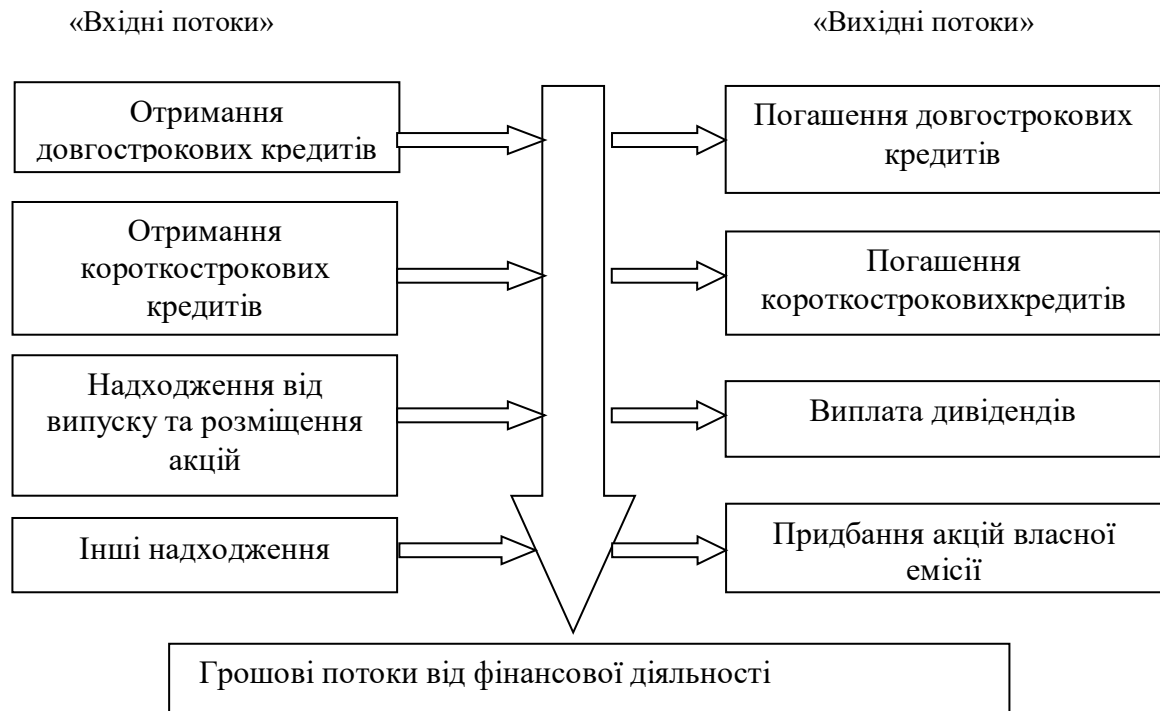 «Вхідні потоки»
«Вихідні потоки»
Отримання
довгострокових кредитів
Погашення довгострокових
кредитів
Отримання
короткострокових
кредитів
Погашення
короткостроковихкредитів
Надходження від
випуску та розміщення
акцій
Виплата дивідендів
Інші надходження
Придбання акцій власної
емісії
Грошові потоки від фінансової діяльності